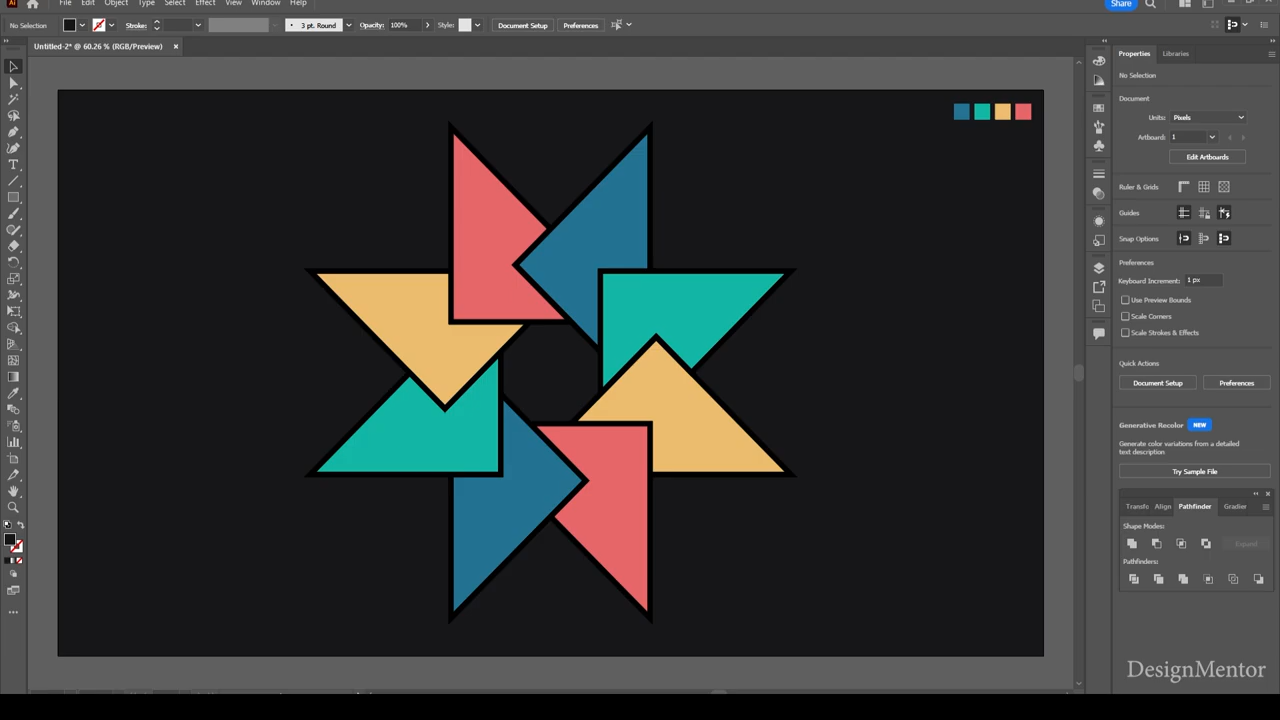 Ai File Edit Object Type Select Effect View Window Help Share
No Selection Stroke: 3 pt. Round Opacity: 100% Style: Document Setup Preferences
Untitled-2* @ 60.26 % (RGB/Preview) ×
Properties Libraries
No Selection
Document
Units: Pixels
Artboard: 1
Edit Artboards
Ruler & Grids
Guides
Snap Options
Preferences
Keyboard Increment: 1 px
Use Preview Bounds
Scale Corners
Scale Strokes & Effects
Quick Actions
Document Setup Preferences
Generative Recolor NEW
Generate color variations from a detailed
text description
Try Sample File
Transfc Align Pathfinder Gradier
Shape Modes:
Expand
Pathfinders:
DesignMentor